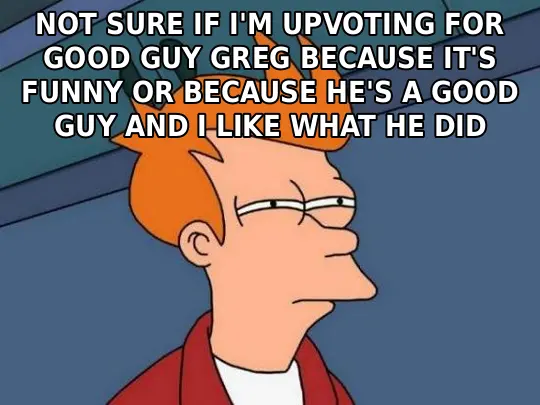 NOT SURE IF I'M UPVOTING FOR
GOOD GUY GREG BECAUSE IT'S
FUNNY OR BECAUSE HE'S A GOOD
GUY AND I LIKE WHAT HE DID